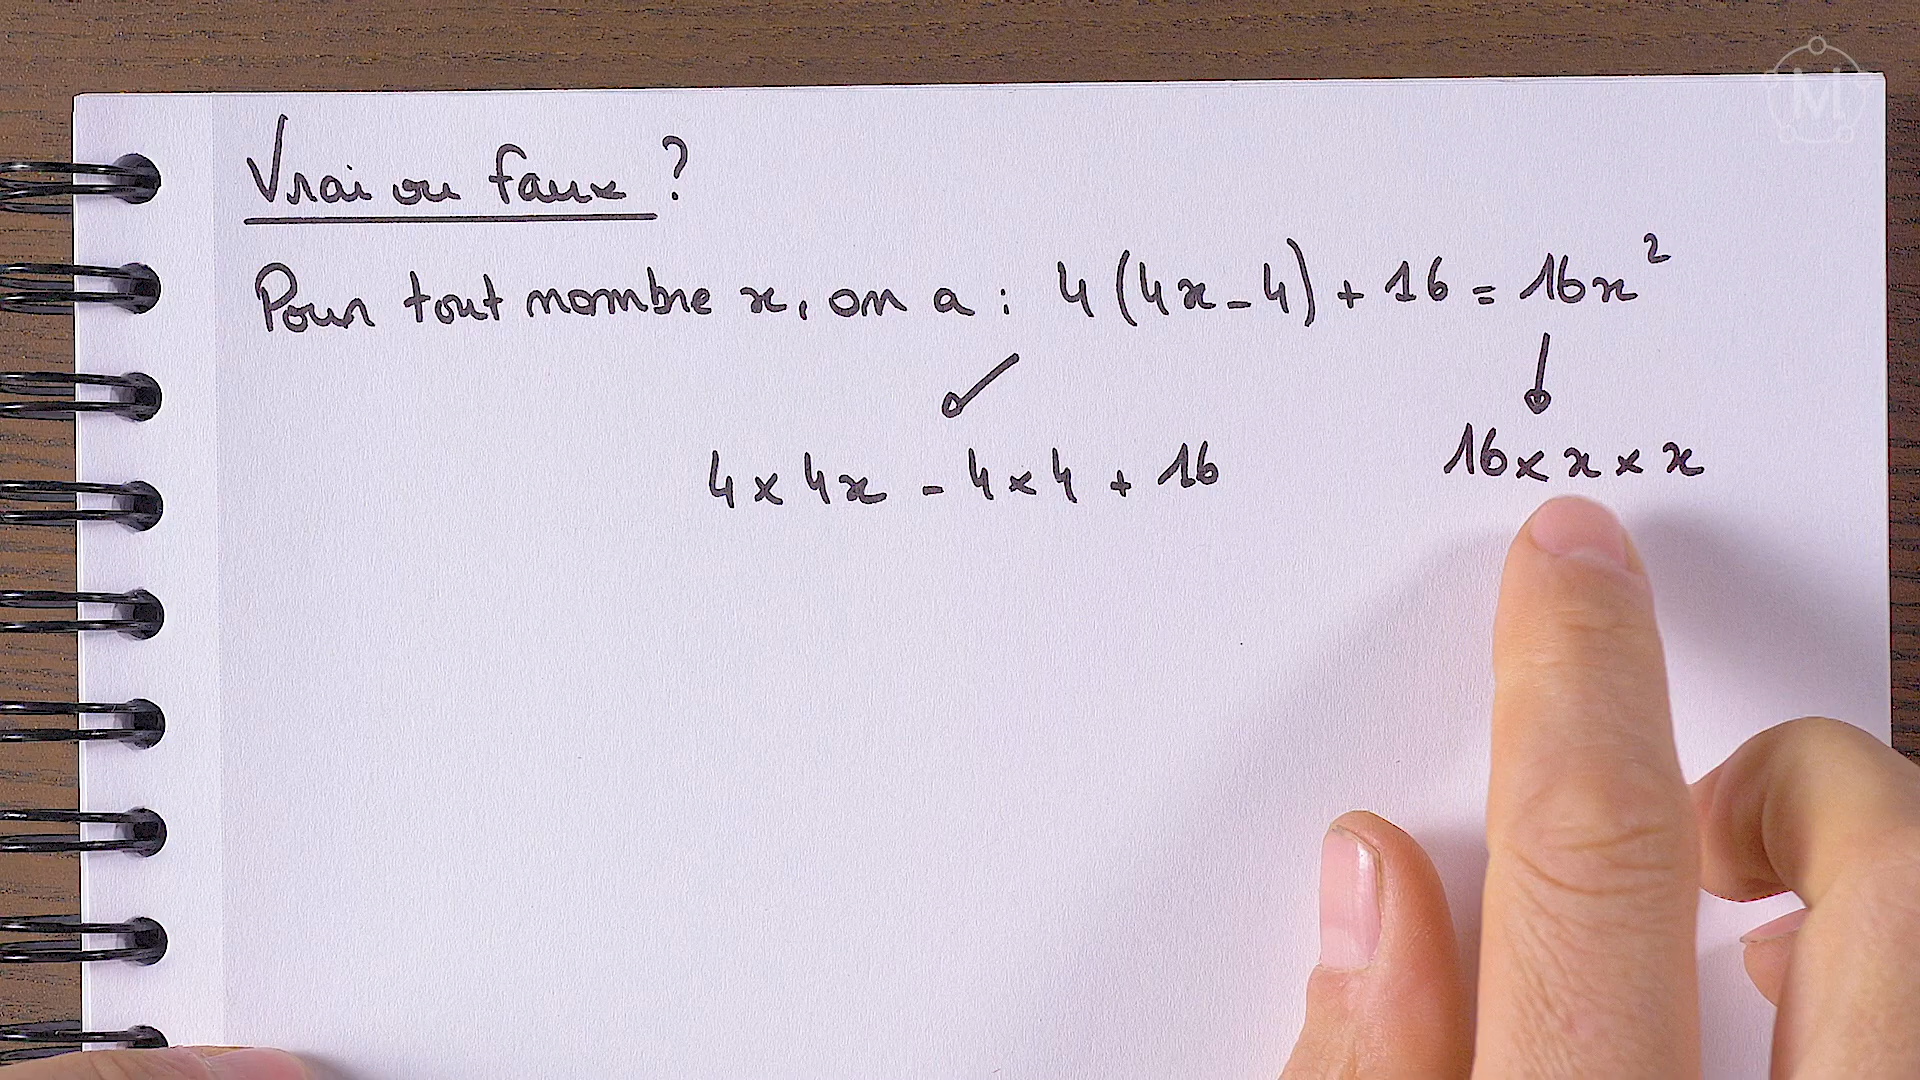 Vrai ou faux ?
Pour tout nombre x, on a : 4(4x-4)+16 = 16x²
4×4x - 4×4 + 16
16×x×x
M